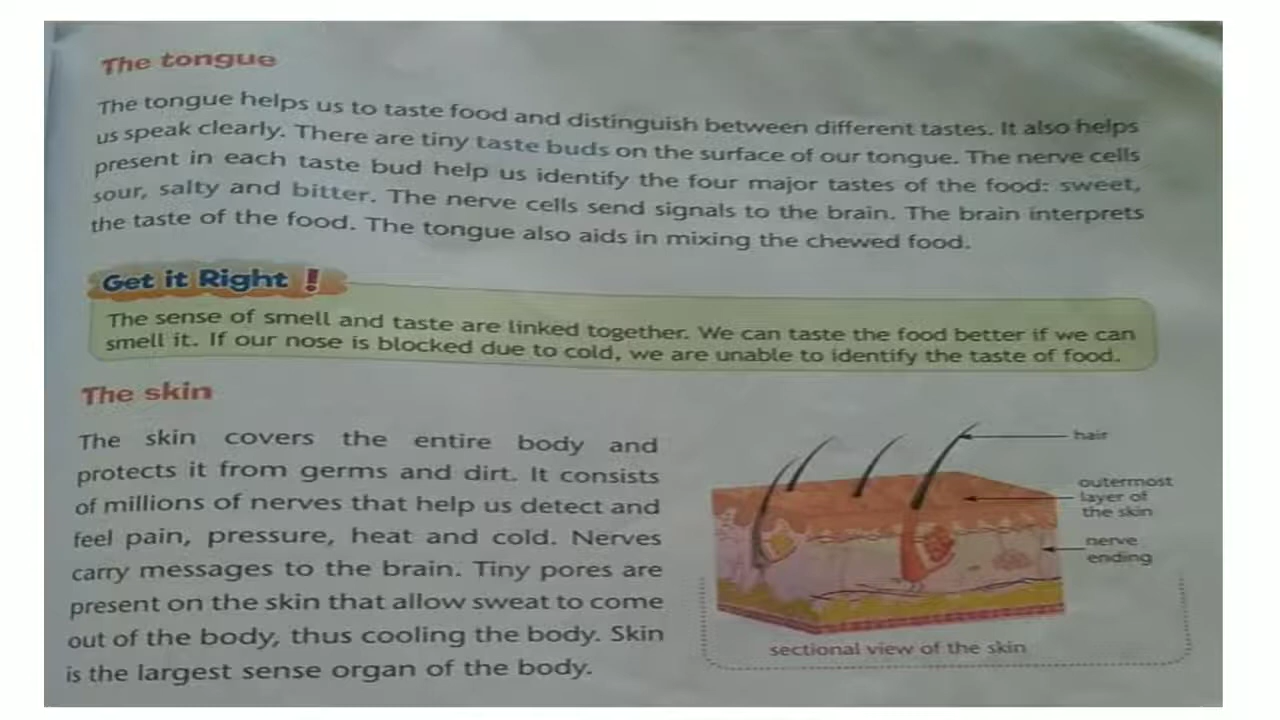 The tongue
The tongue helps us to taste food and distinguish between different tastes. It also helps
us speak clearly. There are tiny taste buds on the surface of our tongue. The nerve cells
present in each taste bud help us identify the four major tastes of the food: sweet,
sour, salty and bitter. The nerve cells send signals to the brain. The brain interprets
the taste of the food. The tongue also aids in mixing the chewed food.
Get it Right !
The sense of smell and taste are linked together. We can taste the food better if we can
smell it. If our nose is blocked due to cold, we are unable to identify the taste of food.
The skin
The skin covers the entire body and
protects it from germs and dirt. It consists
of millions of nerves that help us detect and
feel pain, pressure, heat and cold. Nerves
carry messages to the brain. Tiny pores are
present on the skin that allow sweat to come
out of the body, thus cooling the body. Skin
is the largest sense organ of the body.
hair
outermost
layer of
the skin
nerve
ending
sectional view of the skin